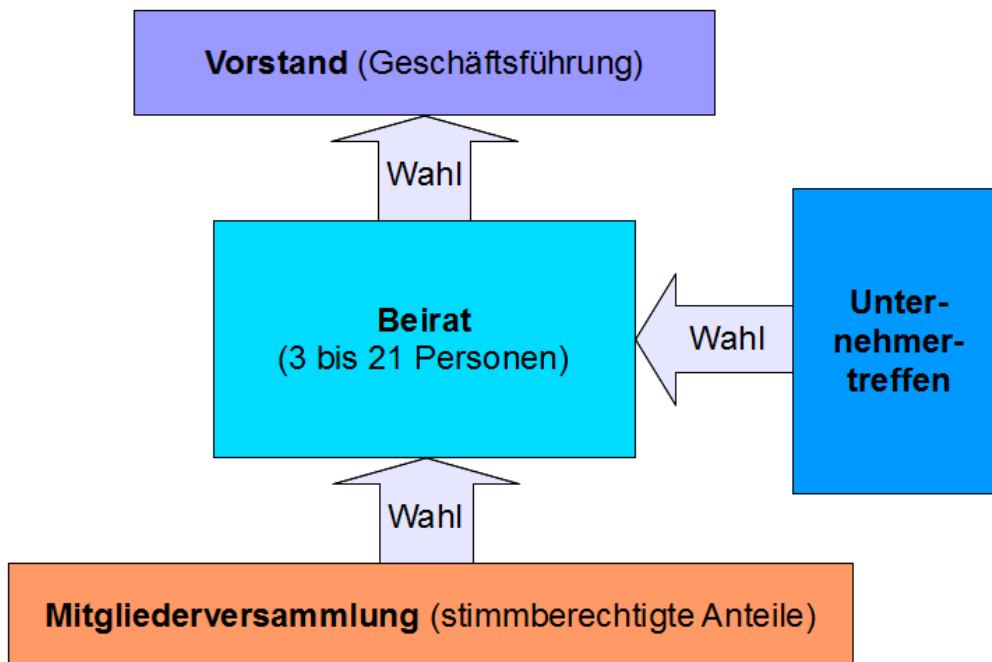 Vorstand (Geschäftsführung)
Wahl
Beirat
(3 bis 21 Personen)
Wahl
Unter-
nehmer-
treffen
Wahl
Mitgliederversammlung (stimmberechtigte Anteile)